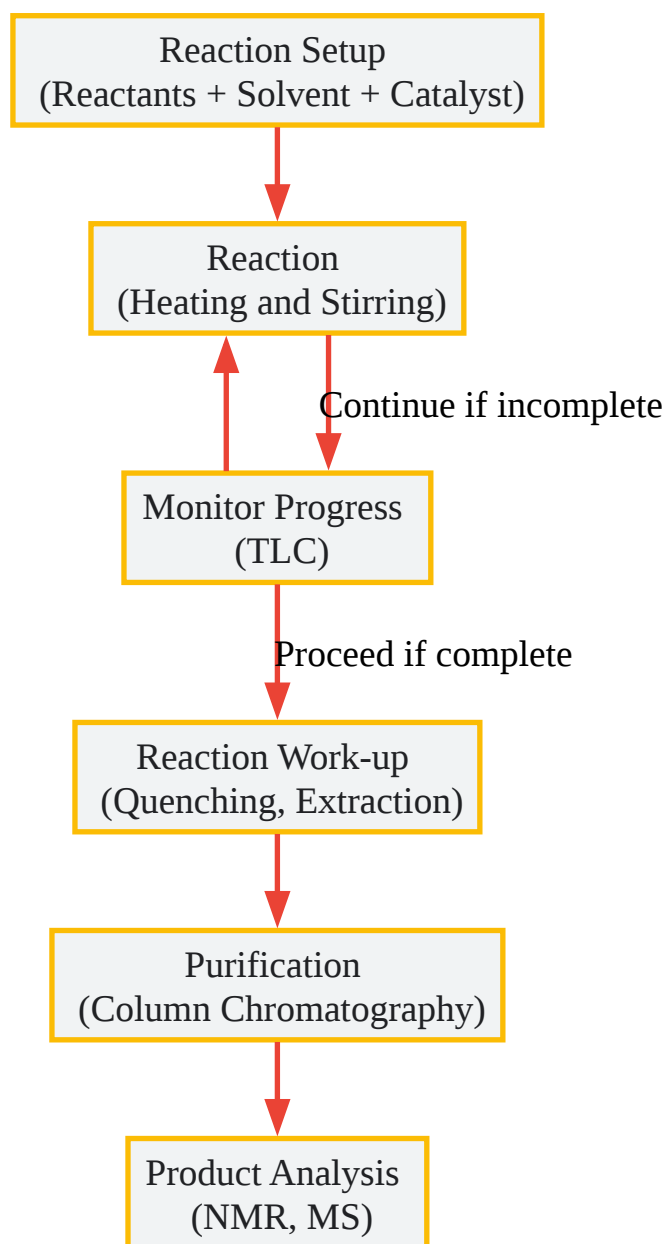 Reaction Setup
(Reactants + Solvent + Catalyst)
Reaction
(Heating and Stirring)
Continue if incomplete
Monitor Progress
(TLC)
Proceed if complete
Reaction Work-up
(Quenching, Extraction)
Purification
(Column Chromatography)
Product Analysis
(NMR, MS)